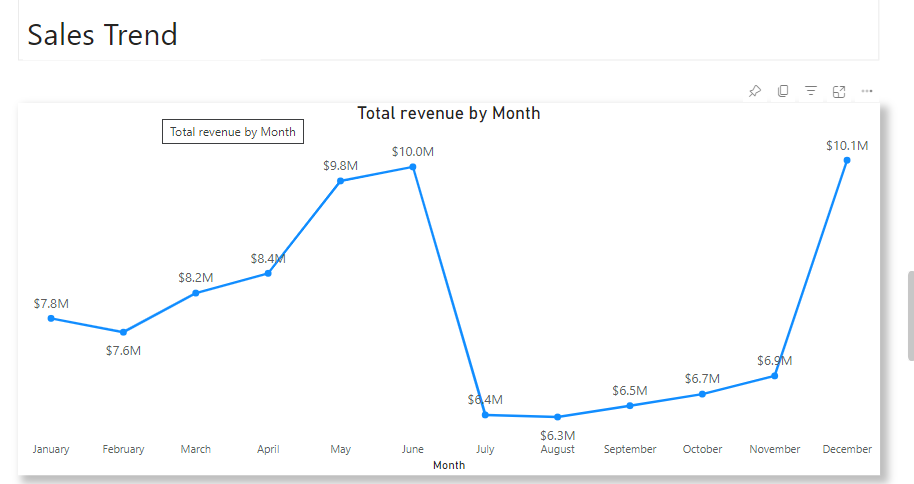 Sales Trend
Total revenue by Month
Total revenue by Month
$7.8M
$7.6M
$8.2M
$8.4M
$9.8M
$10.0M
$6.4M
$6.3M
$6.5M
$6.7M
$6.9M
$10.1M
January
February
March
April
May
June
July
August
September
October
November
December
Month